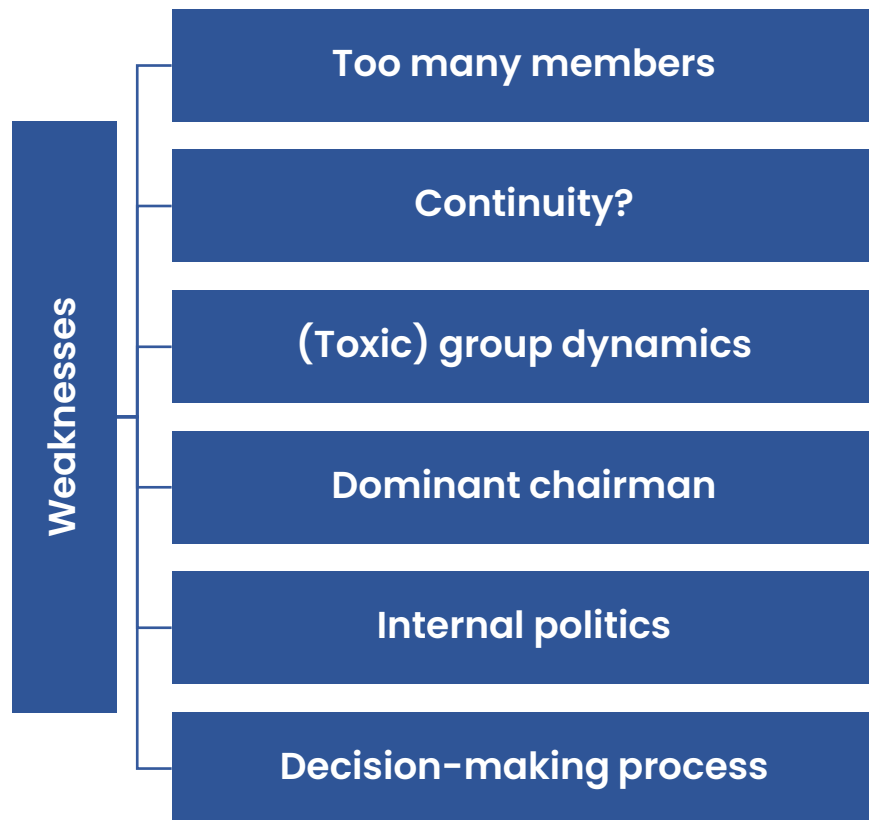 Weaknesses
Too many members
Continuity?
(Toxic) group dynamics
Dominant chairman
Internal politics
Decision-making process